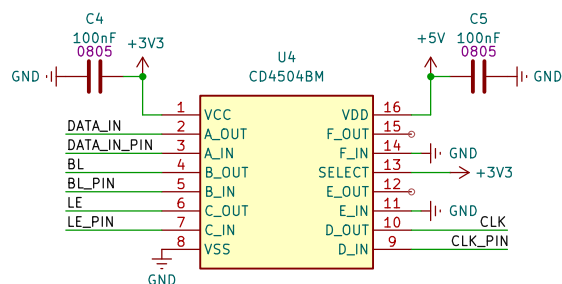 C4
100nF
0805
+3V3
GND
U4
CD4504BM
+5V
C5
100nF
0805
GND
1 VCC VDD 16
DATA_IN 2 A_OUT F_OUT 15
DATA_IN_PIN 3 A_IN F_IN 14 GND
BL 4 B_OUT SELECT 13 +3V3
BL_PIN 5 B_IN E_OUT 12
LE 6 C_OUT E_IN 11 GND
LE_PIN 7 C_IN D_OUT 10 CLK
8 VSS D_IN 9 CLK_PIN
GND